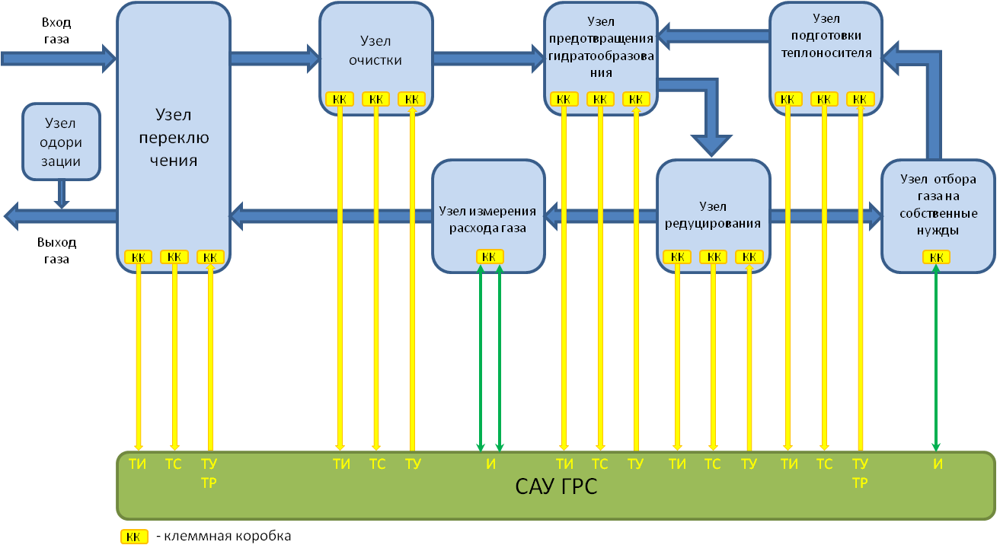 Вход
газа
Узел
переклю
чения
Узел
очистки
КК КК КК
Узел
предотвращения
гидратообразова
ния
КК КК КК
Узел
подготовки
теплоносителя
КК КК КК
Узел
одори
зации
Выход
газа
КК КК КК
Узел измерения
расхода газа
КК
Узел
редуцирования
КК КК КК
Узел отбора
газа на
собственные
нужды
КК
ТИ ТС ТУ ТИ ТС ТУ И ТИ ТС ТУ ТИ ТС ТУ ТИ ТС ТУ И
ТР ТР
САУ ГРС
КК - клеммная коробка